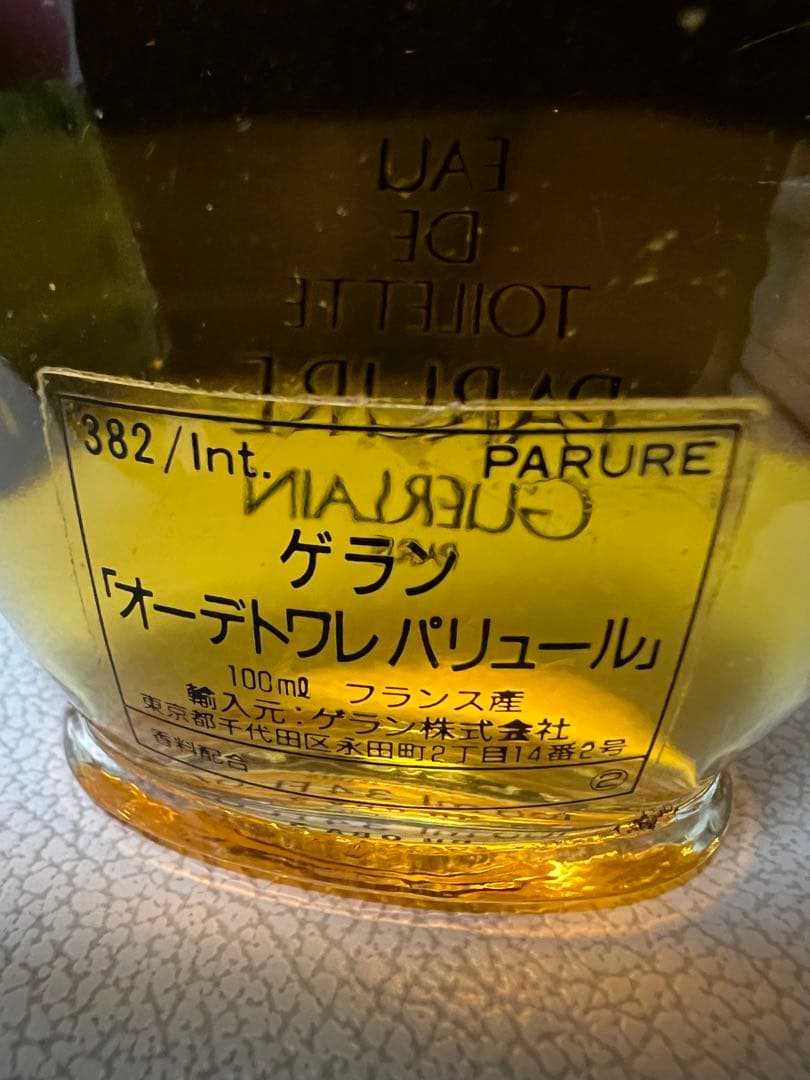 EAU
DE
TOILETTE
PARURE
GUERLAIN
382/Int. PARURE
ゲラン
「オーデトワレ パリュール」
100mℓ フランス産
輸入元:ゲラン株式会社
東京都千代田区永田町2丁目14番2号
香料配合 ②